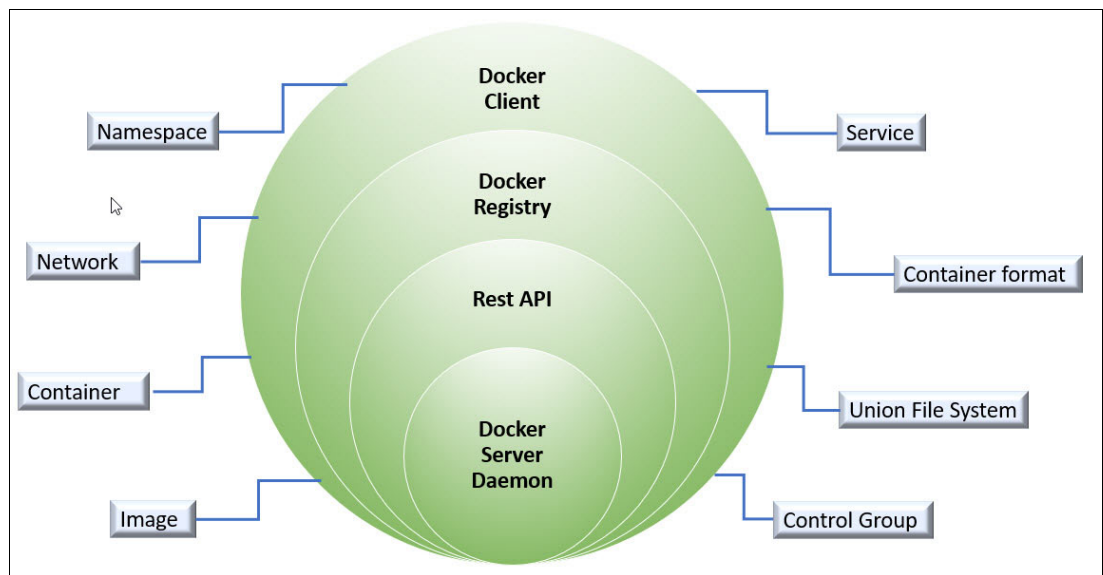 Docker
Client
Namespace
Service
Docker
Registry
Network
Container format
Rest API
Container
Union File System
Docker
Server
Daemon
Image
Control Group